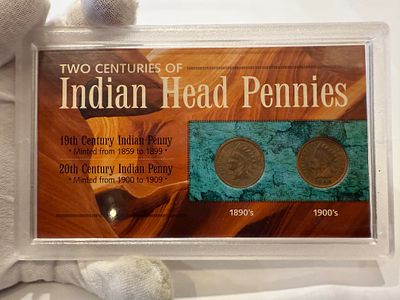 TWO CENTURIES OF
Indian Head Pennies
19th Century Indian Penny
* Minted from 1859 to 1899 *
20th Century Indian Penny
* Minted from 1900 to 1909 *
1890's
1900's